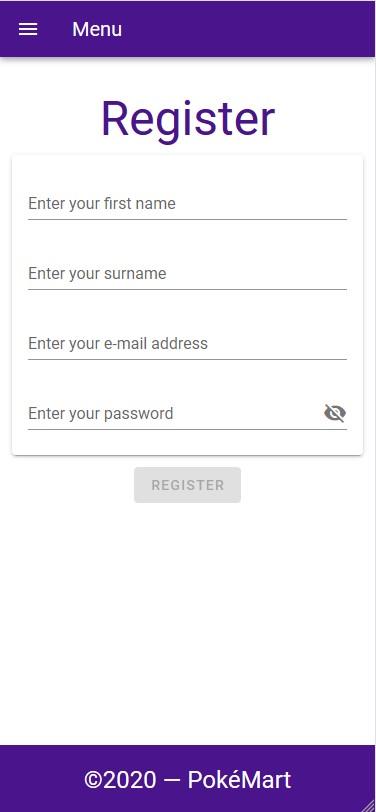 Menu
Register
Enter your first name
Enter your surname
Enter your e-mail address
Enter your password
REGISTER
©2020 — PokéMart